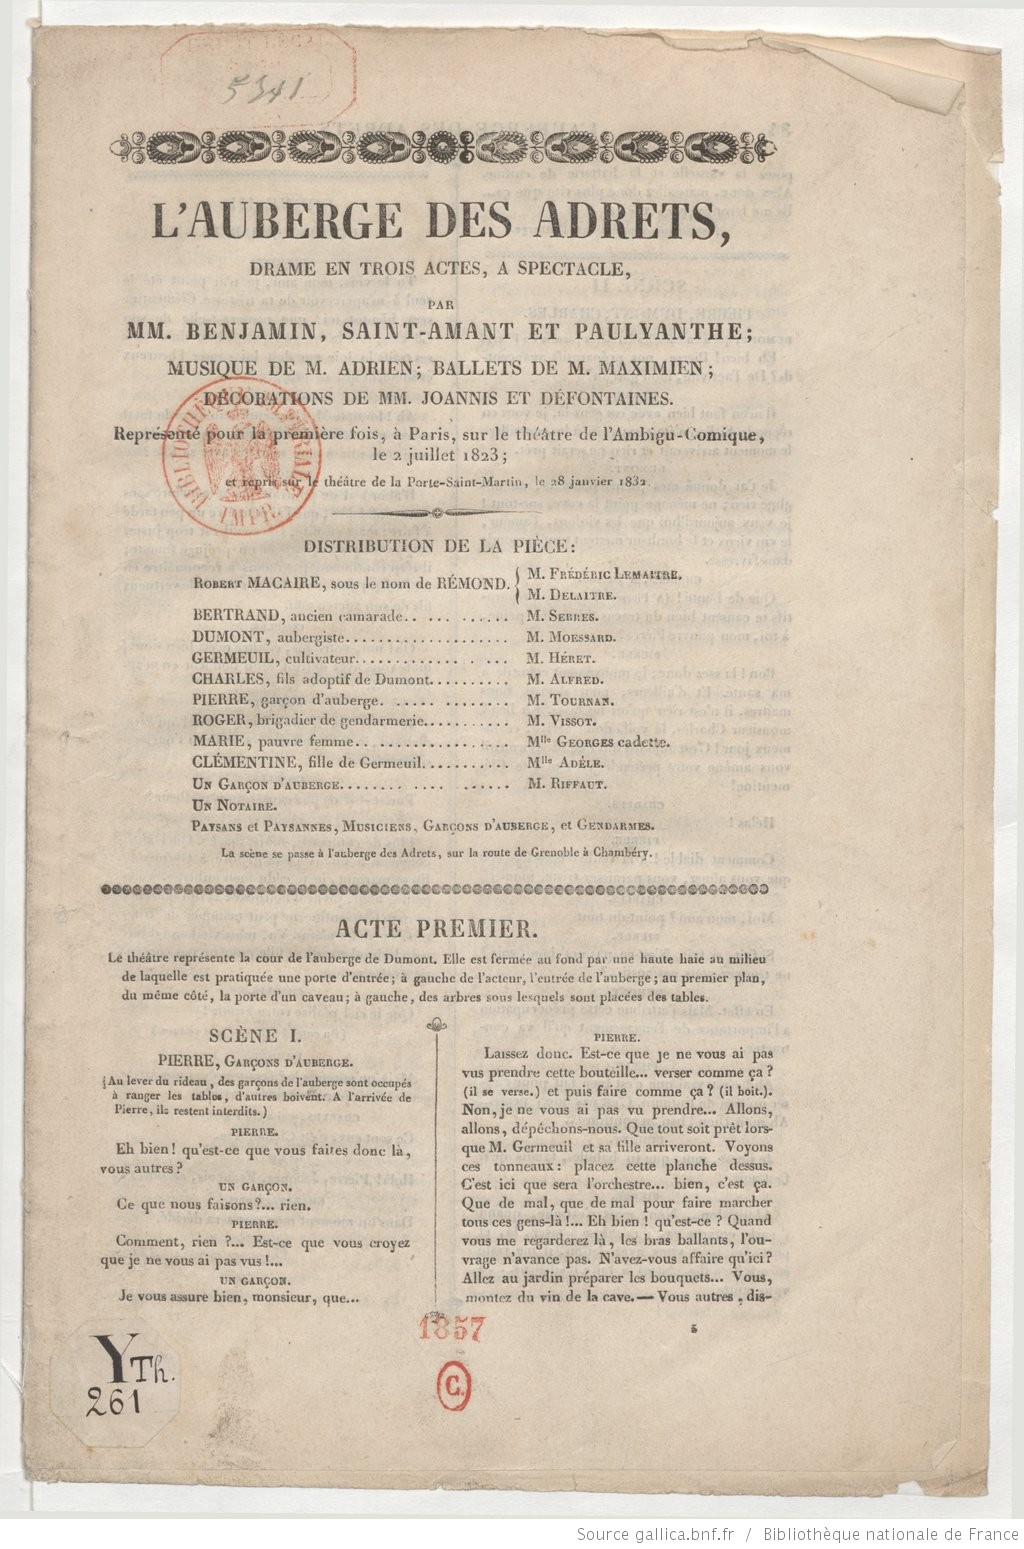 5341
L'AUBERGE DES ADRETS,
DRAME EN TROIS ACTES, A SPECTACLE,
PAR
MM. BENJAMIN, SAINT-AMANT ET PAULYANTHE;
MUSIQUE DE M. ADRIEN; BALLETS DE M. MAXIMIEN;
DÉCORATIONS DE MM. JOANNIS ET DÉFONTAINES.
Représenté pour la première fois, à Paris, sur le théâtre de l'Ambigu-Comique,
le 2 juillet 1823;
et repris sur le théâtre de la Porte-Saint-Martin, le 28 janvier 1832
BIBLIOTHÈQUE IMPÉRIALE
IMPR.
DISTRIBUTION DE LA PIÈCE:
ROBERT MACAIRE, sous le nom de RÉMOND. { M. FRÉDÉRIC LEMAITRE.
M. DELAITRE.
BERTRAND, ancien camarade.. ... ........ M. SERRES.
DUMONT, aubergiste..................... M. MOESSARD.
GERMEUIL, cultivateur............. . ... M. HÉRET.
CHARLES, fils adoptif de Dumont.......... M. ALFRED.
PIERRE, garçon d'auberge. ..... ......... M. TOURNAN.
ROGER, brigadier de gendarmerie........... M. VISSOT.
MARIE, pauvre femme.. ................ Mlle GEORGES cadette.
CLÉMENTINE, fille de Germeuil........... Mlle ADÈLE.
UN GARÇON D'AUBERGE........ .... ...... M. RIFFAUT.
UN NOTAIRE.
PAYSANS et PAYSANNES, MUSICIENS, GARÇONS D'AUBERGE, et GENDARMES.
La scène se passe à l'auberge des Adrets, sur la route de Grenoble à Chambéry.
ACTE PREMIER.
Le théâtre représente la cour de l'auberge de Dumont. Elle est fermée au fond par une haute haie au milieu
de laquelle est pratiquée une porte d'entrée; à gauche de l'acteur, l'entrée de l'auberge; au premier plan,
du même côté, la porte d'un caveau; à gauche, des arbres sous lesquels sont placées des tables.
SCÈNE I.
PIERRE, GARÇONS D'AUBERGE.
(Au lever du rideau, des garçons de l'auberge sont occupés
à ranger les tables, d'autres boivent. A l'arrivée de
Pierre, ils restent interdits.)
PIERRE.
Eh bien! qu'est-ce que vous faites donc là,
vous autres?
UN GARÇON.
Ce que nous faisons?... rien.
PIERRE.
Comment, rien ?... Est-ce que vous croyez
que je ne vous ai pas vus!...
UN GARÇON.
Je vous assure bien, monsieur, que...
PIERRE.
Laissez donc. Est-ce que je ne vous ai pas
vus prendre cette bouteille... verser comme ça?
(il se verse.) et puis faire comme ça? (il boit.).
Non, je ne vous ai pas vu prendre... Allons,
allons, dépêchons-nous. Que tout soit prêt lors-
que M. Germeuil et sa fille arriveront. Voyons
ces tonneaux: placez cette planche dessus.
C'est ici que sera l'orchestre... bien, c'est ça.
Que de mal, que de mal pour faire marcher
tous ces gens-là!... Eh bien! qu'est-ce? Quand
vous me regarderez là, les bras ballants, l'ou-
vrage n'avance pas. N'avez-vous affaire qu'ici?
Allez au jardin préparer les bouquets... Vous,
montez du vin de la cave.— Vous autres, dis-
5
1857
C.
YTh.
261
Source gallica.bnf.fr / Bibliothèque nationale de France